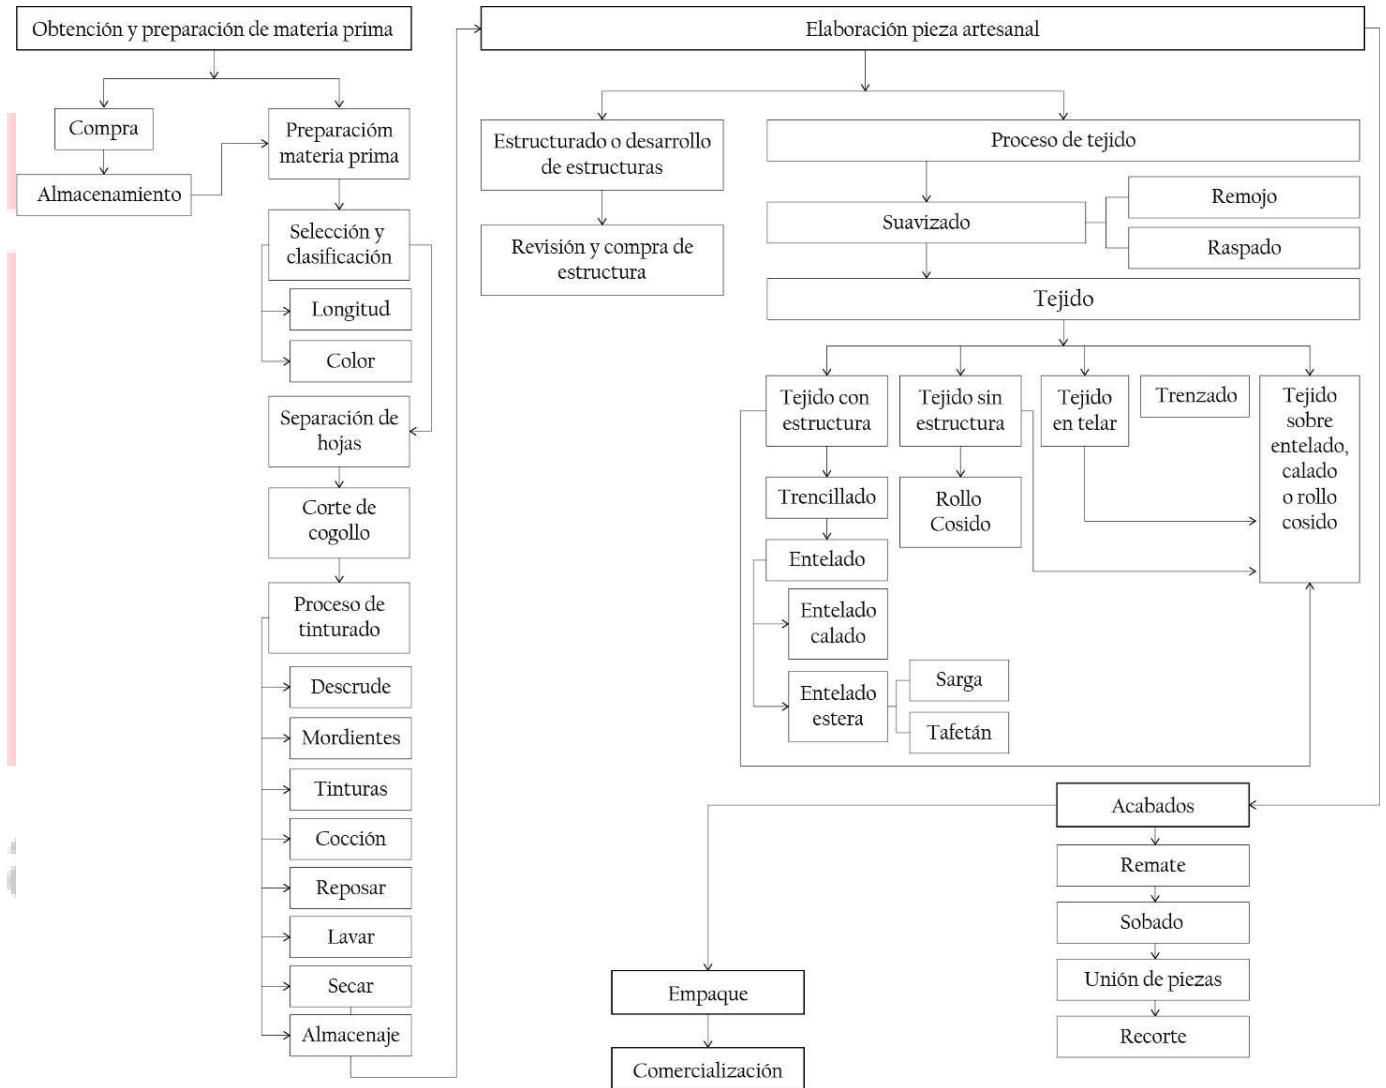 Obtención y preparación de materia prima
Compra
Almacenamiento
Preparacióm
materia prima
Selección y
clasificación
Longitud
Color
Separación de
hojas
Corte de
cogollo
Proceso de
tinturado
Descrude
Mordientes
Tinturas
Cocción
Reposar
Lavar
Secar
Almacenaje
Elaboración pieza artesanal
Estructurado o desarrollo
de estructuras
Revisión y compra de
estructura
Proceso de tejido
Suavizado
Remojo
Raspado
Tejido
Tejido con
estructura
Trencillado
Entelado
Entelado
calado
Entelado
estera
Sarga
Tafetán
Tejido sin
estructura
Rollo
Cosido
Tejido
en telar
Trenzado
Tejido
sobre
entelado,
calado
o rollo
cosido
Acabados
Remate
Sobado
Unión de piezas
Recorte
Empaque
Comercialización